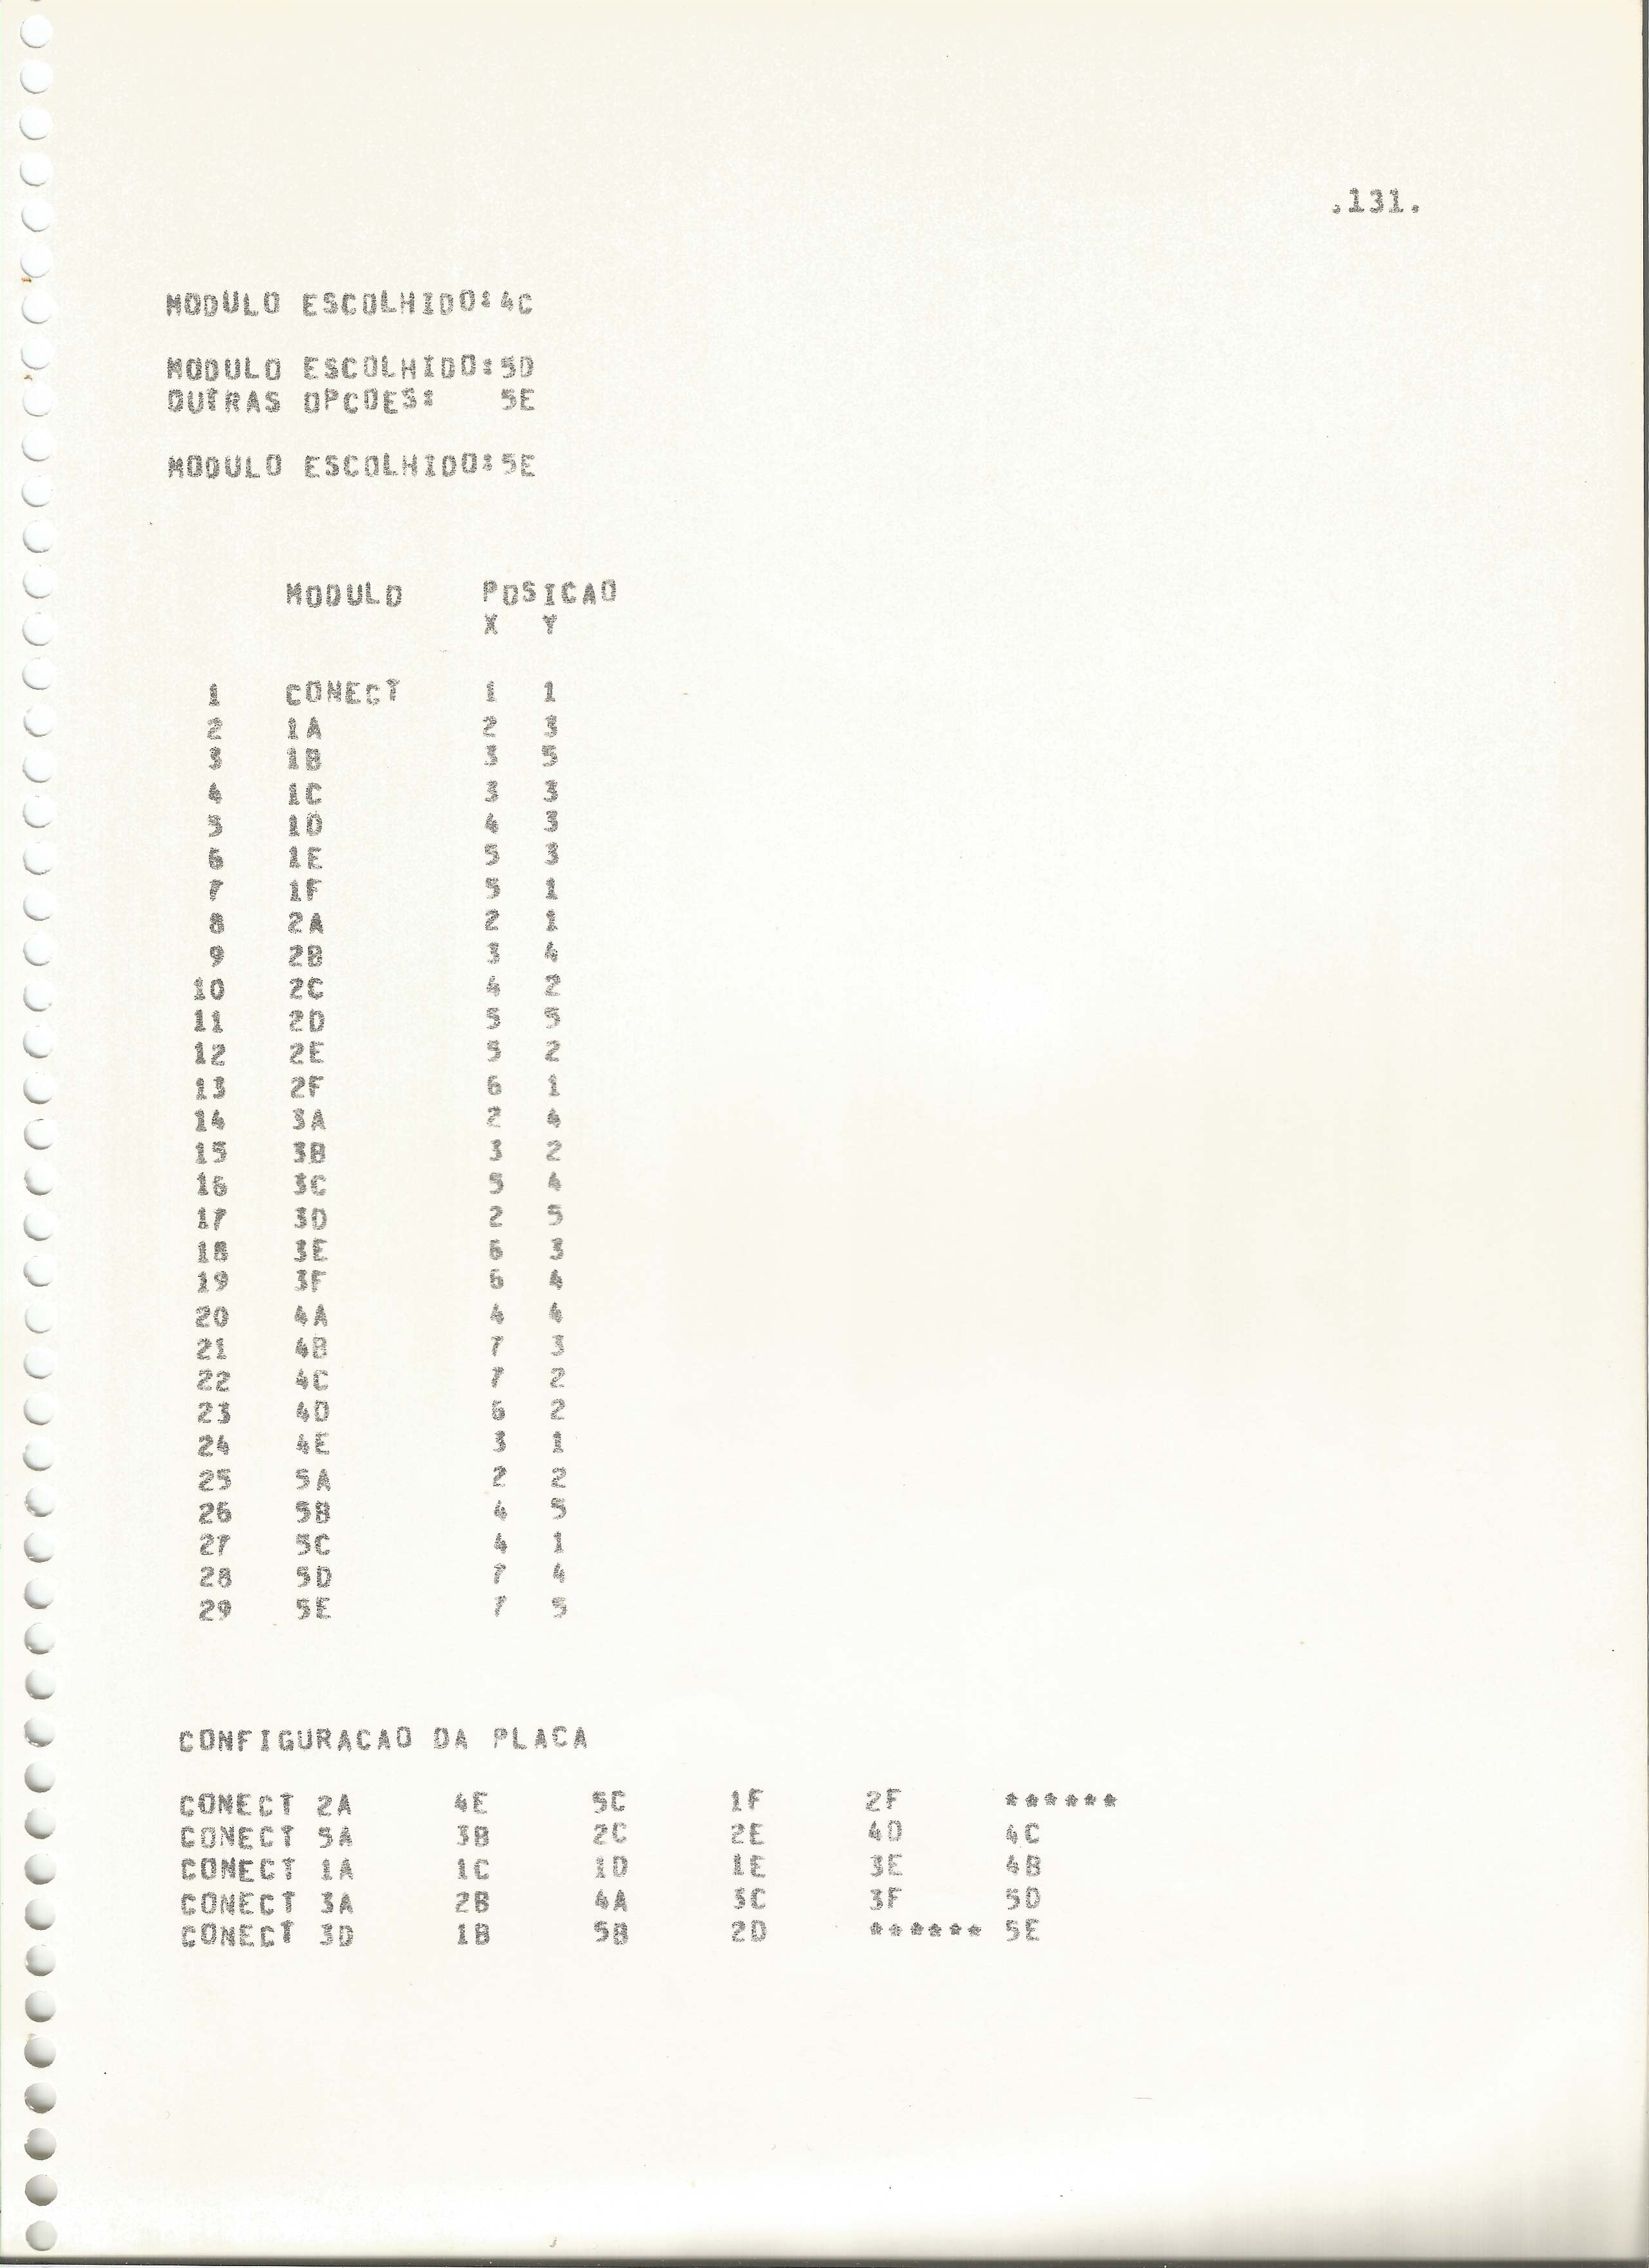 .131.
MODULO ESCOLHIDO:4C
MODULO ESCOLHIDO:5D
OUTRAS OPCOES: 5E
MODULO ESCOLHIDO:5E
MODULO POSICAO
X Y
1 CONECT 1 1
2 1A 2 3
3 1B 3 5
4 1C 3 3
5 1D 4 3
6 1E 5 3
7 1F 5 1
8 2A 2 1
9 2B 3 4
10 2C 4 2
11 2D 5 5
12 2E 5 2
13 2F 6 1
14 3A 2 4
15 3B 3 2
16 3C 5 4
17 3D 2 5
18 3E 6 3
19 3F 6 4
20 4A 4 4
21 4B 7 3
22 4C 7 2
23 4D 6 2
24 4E 3 1
25 5A 2 2
26 5B 4 5
27 5C 4 1
28 5D 7 4
29 5E 7 5
CONFIGURACAO DA PLACA
CONECT 2A 4E 5C 1F 2F ******
CONECT 5A 3B 2C 2E 4D 4C
CONECT 1A 1C 1D 1E 3E 4B
CONECT 3A 2B 4A 3C 3F 5D
CONECT 3D 1B 5B 2D ****** 5E